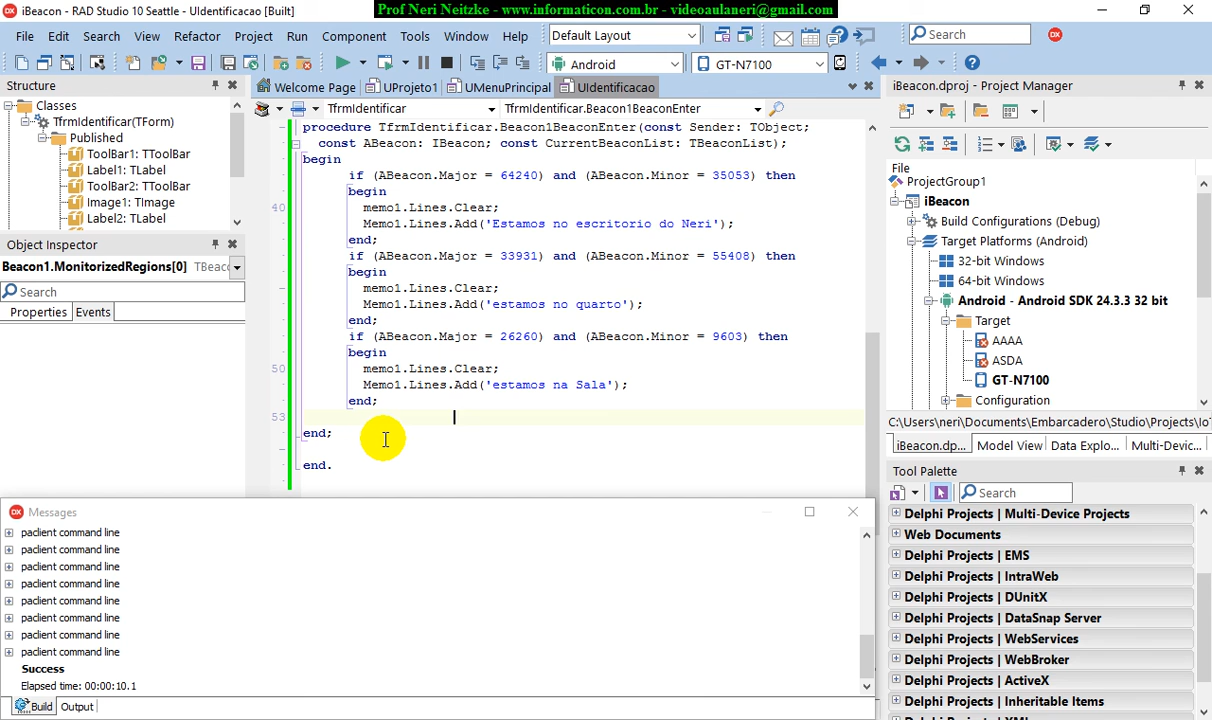 iBeacon - RAD Studio 10 Seattle - UIdentificacao [Built]
Prof Neri Neitzke - www.informaticon.com.br - videoaulaneri@gmail.com
File Edit Search View Refactor Project Run Component Tools Window Help
Default Layout
Search
Android
GT-N7100
Structure
Classes
TfrmIdentificar(TForm)
Published
ToolBar1: TToolBar
Label1: TLabel
ToolBar2: TToolBar
Image1: TImage
Label2: TLabel
Object Inspector
Beacon1.MonitorizedRegions[0] TBeac
Search
Properties Events
Welcome Page UProjeto1 UMenuPrincipal UIdentificacao
TfrmIdentificar TfrmIdentificar.Beacon1BeaconEnter
procedure TfrmIdentificar.Beacon1BeaconEnter(const Sender: TObject;
const ABeacon: IBeacon; const CurrentBeaconList: TBeaconList);
begin
if (ABeacon.Major = 64240) and (ABeacon.Minor = 35053) then
begin
40 memo1.Lines.Clear;
Memo1.Lines.Add('Estamos no escritorio do Neri');
end;
if (ABeacon.Major = 33931) and (ABeacon.Minor = 55408) then
begin
memo1.Lines.Clear;
Memo1.Lines.Add('estamos no quarto');
end;
if (ABeacon.Major = 26260) and (ABeacon.Minor = 9603) then
begin
50 memo1.Lines.Clear;
Memo1.Lines.Add('estamos na Sala');
end;
53
end;
end.
Messages
paclient command line
paclient command line
paclient command line
paclient command line
paclient command line
paclient command line
paclient command line
paclient command line
Success
Elapsed time: 00:00:10.1
Build Output
iBeacon.dproj - Project Manager
File
ProjectGroup1
iBeacon
Build Configurations (Debug)
Target Platforms (Android)
32-bit Windows
64-bit Windows
Android - Android SDK 24.3.3 32 bit
Target
AAAA
ASDA
GT-N7100
Configuration
C:\Users\neri\Documents\Embarcadero\Studio\Projects\IoT
iBeacon.dp... Model View Data Explo... Multi-Devic...
Tool Palette
Search
Delphi Projects | Multi-Device Projects
Web Documents
Delphi Projects | EMS
Delphi Projects | IntraWeb
Delphi Projects | DUnitX
Delphi Projects | DataSnap Server
Delphi Projects | WebServices
Delphi Projects | WebBroker
Delphi Projects | ActiveX
Delphi Projects | Inheritable Items